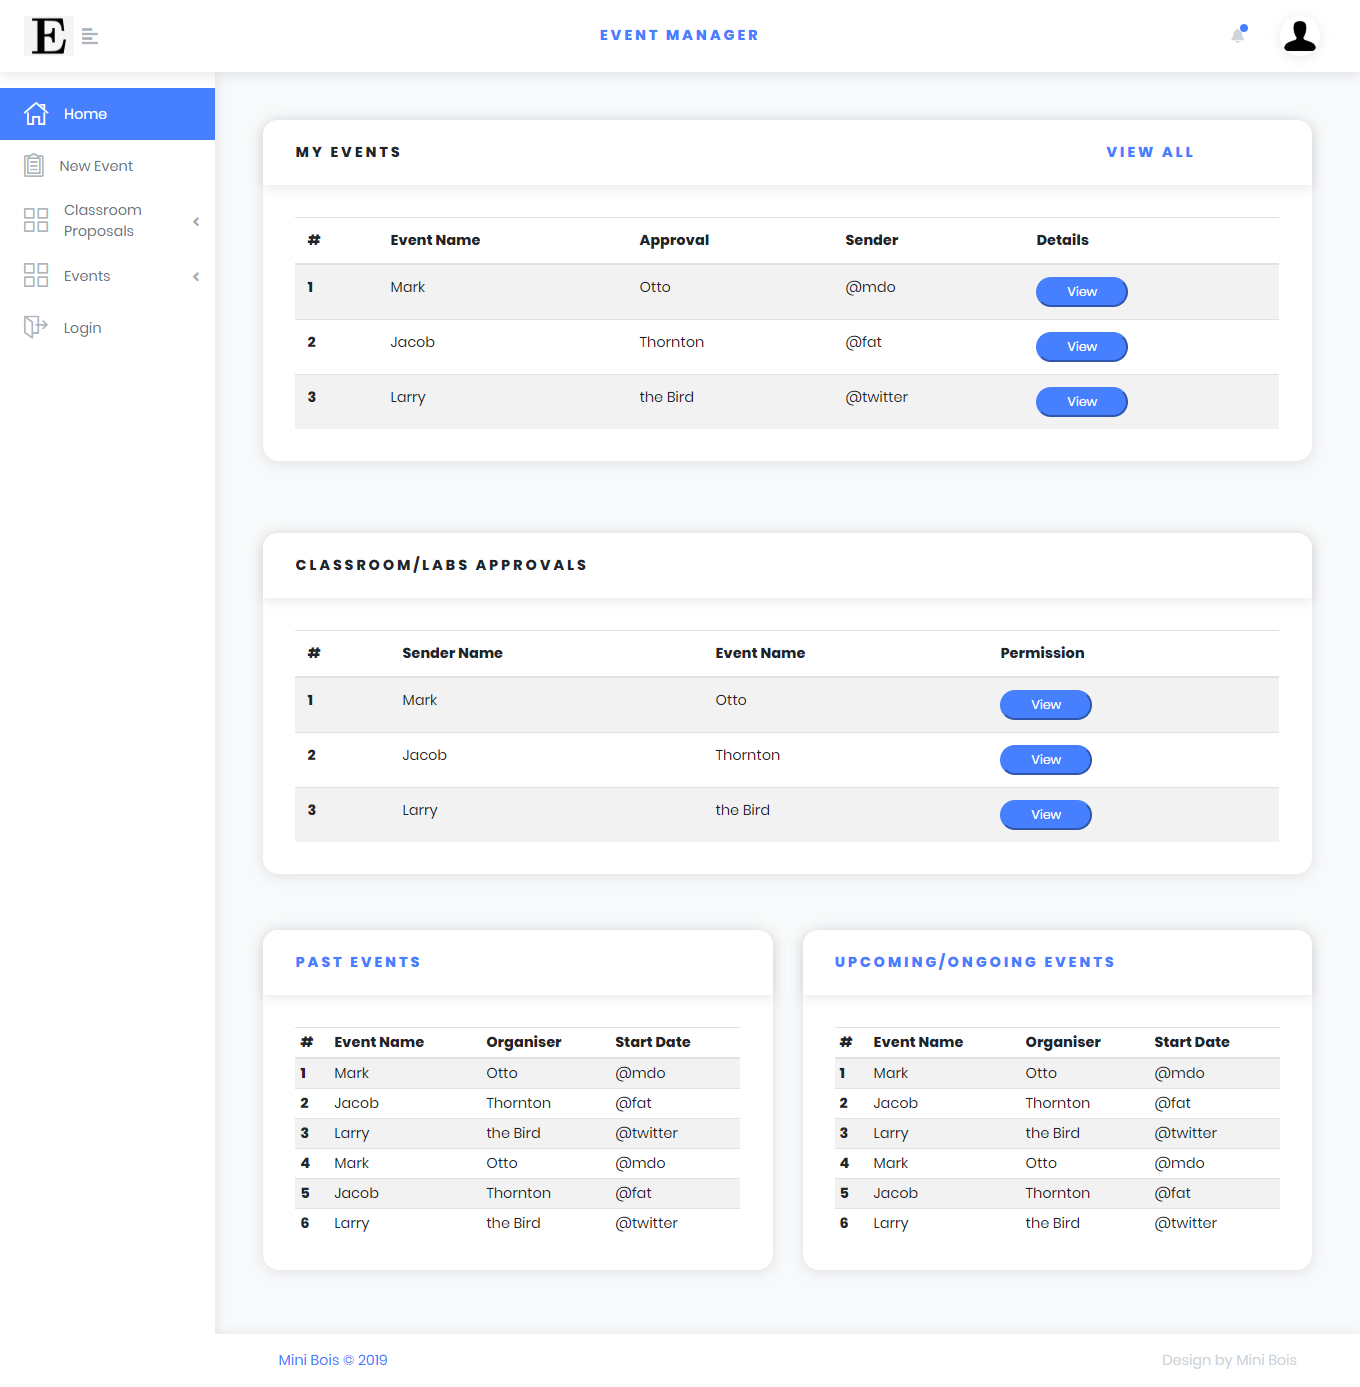 E
EVENT MANAGER
Home
New Event
Classroom
Proposals
Events
Login
MY EVENTS VIEW ALL
# Event Name Approval Sender Details
1 Mark Otto @mdo View
2 Jacob Thornton @fat View
3 Larry the Bird @twitter View
CLASSROOM/LABS APPROVALS
# Sender Name Event Name Permission
1 Mark Otto View
2 Jacob Thornton View
3 Larry the Bird View
PAST EVENTS
# Event Name Organiser Start Date
1 Mark Otto @mdo
2 Jacob Thornton @fat
3 Larry the Bird @twitter
4 Mark Otto @mdo
5 Jacob Thornton @fat
6 Larry the Bird @twitter
UPCOMING/ONGOING EVENTS
# Event Name Organiser Start Date
1 Mark Otto @mdo
2 Jacob Thornton @fat
3 Larry the Bird @twitter
4 Mark Otto @mdo
5 Jacob Thornton @fat
6 Larry the Bird @twitter
Mini Bois © 2019 Design by Mini Bois